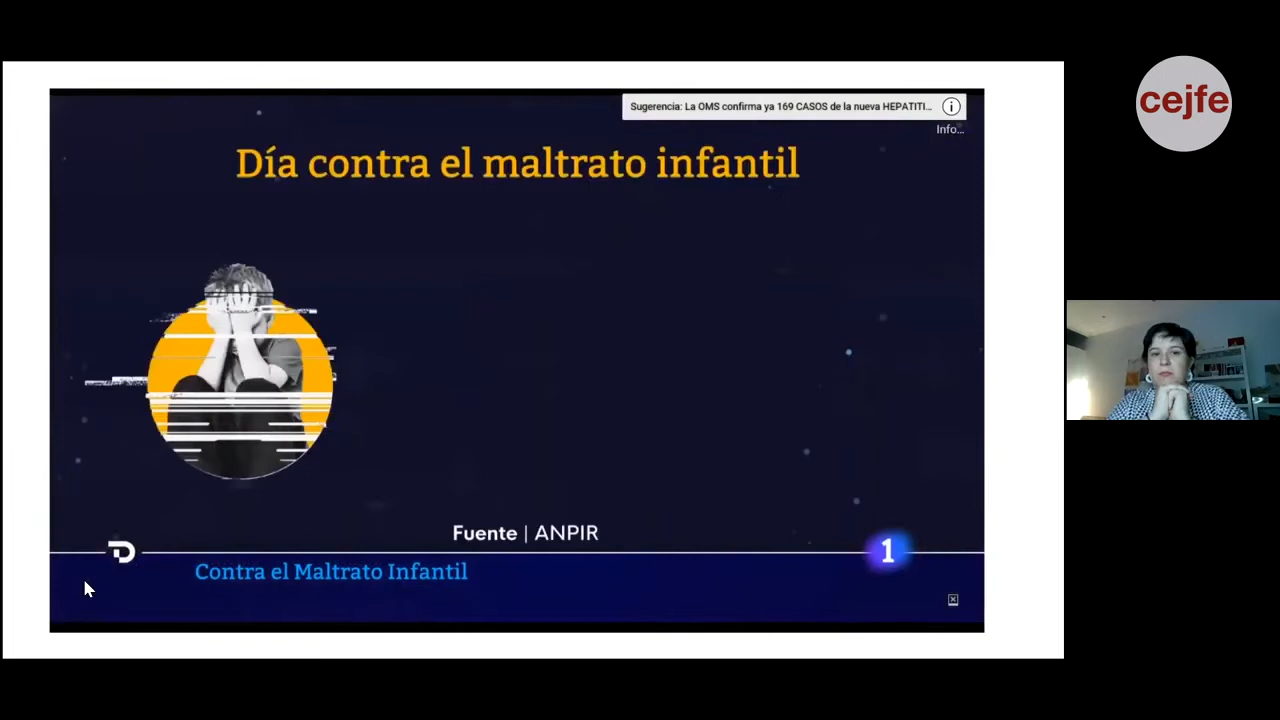 Sugerencia: La OMS confirma ya 169 CASOS de la nueva HEPATITI...
Info...
cejfe
Día contra el maltrato infantil
Fuente | ANPIR
1
Contra el Maltrato Infantil